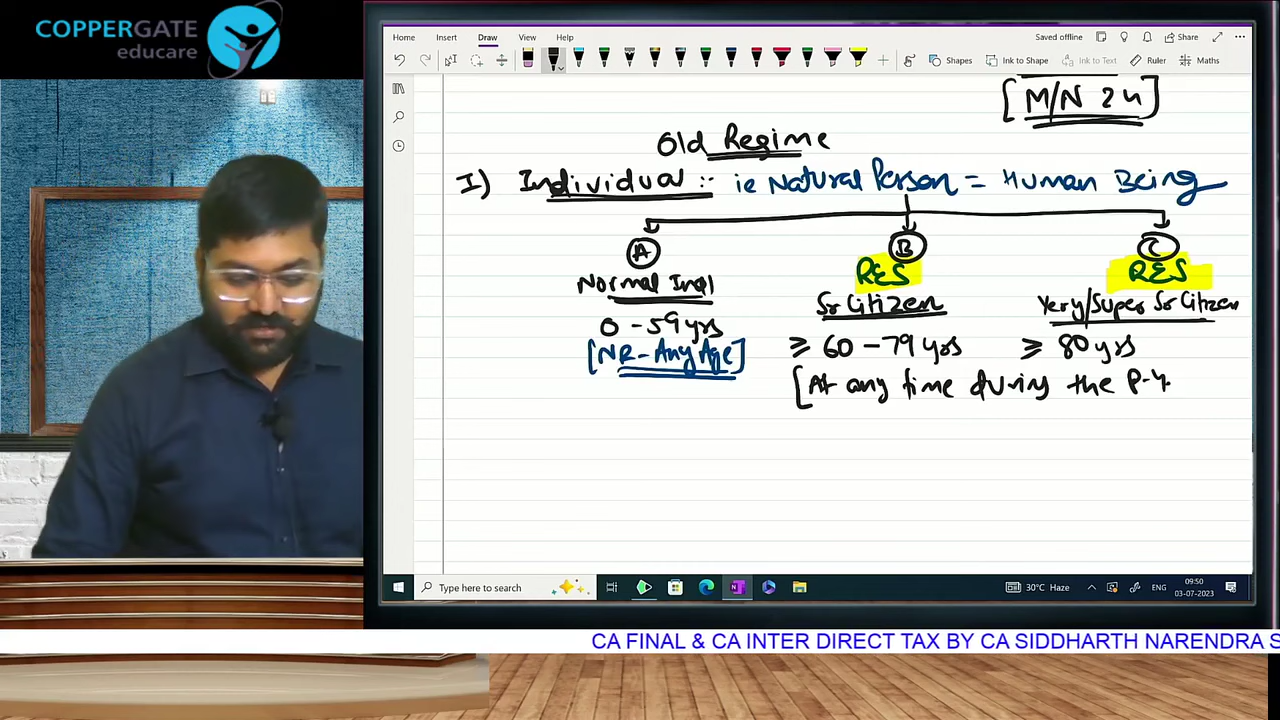 COPPERGATE
educare
Home Insert Draw View Help
Saved offline
Share
Shapes
Ink to Shape
Ink to Text
Ruler
Maths
[M/N 24]
Old Regime
I) Individual :- ie Natural Person = Human Being
A B C
RES RES
Normal Indl Sr Citizen Very/Super Sr Citizen
0 - 59 yrs
[NR - Any Age]
≥ 60 - 79 yrs ≥ 80 yrs
[At any time during the P.Y.
Type here to search
30°C Haze
ENG
09:50
03-07-2023
CA FINAL & CA INTER DIRECT TAX BY CA SIDDHARTH NARENDRA S